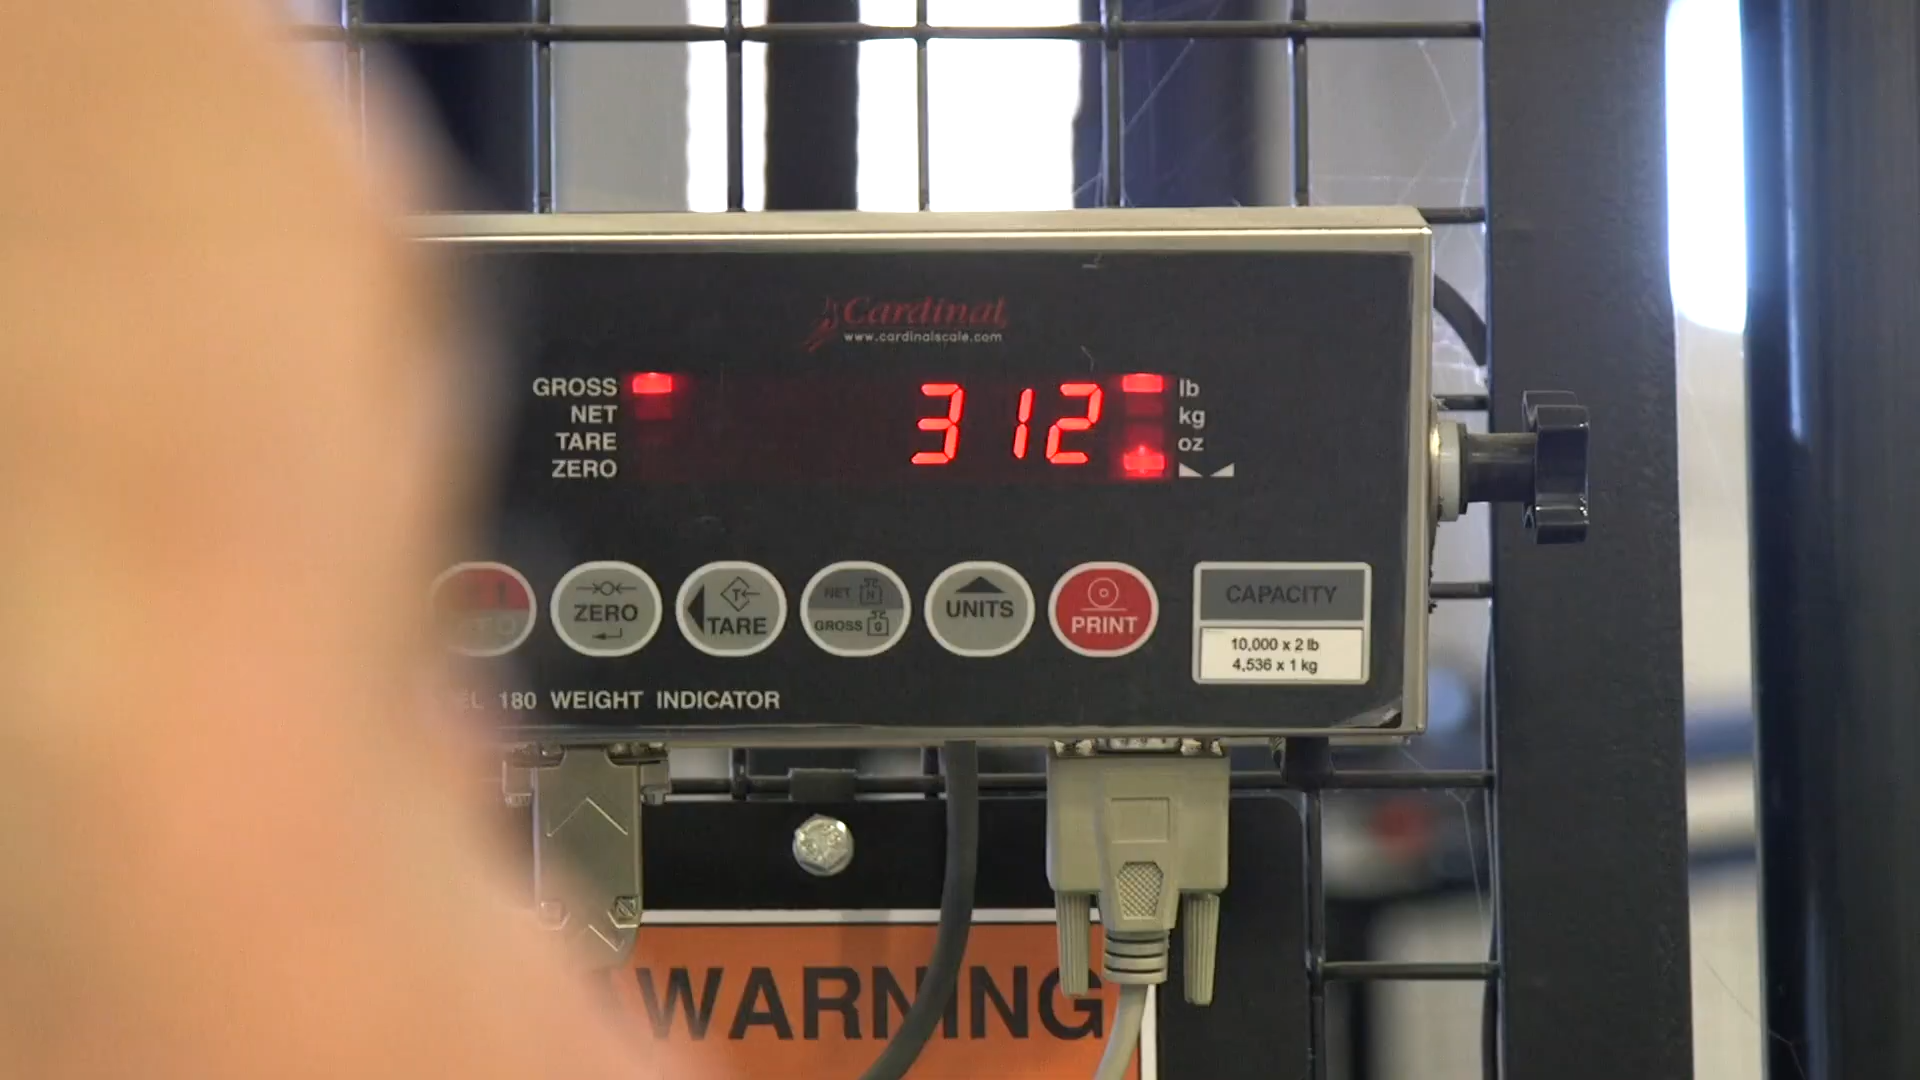 Cardinal
www.cardinalscale.com
GROSS
NET
TARE
ZERO
312
lb
kg
oz
ZERO
T
TARE
NET N
GROSS G
UNITS
PRINT
CAPACITY
10,000 x 2 lb
4,536 x 1 kg
180 WEIGHT INDICATOR
WARNING